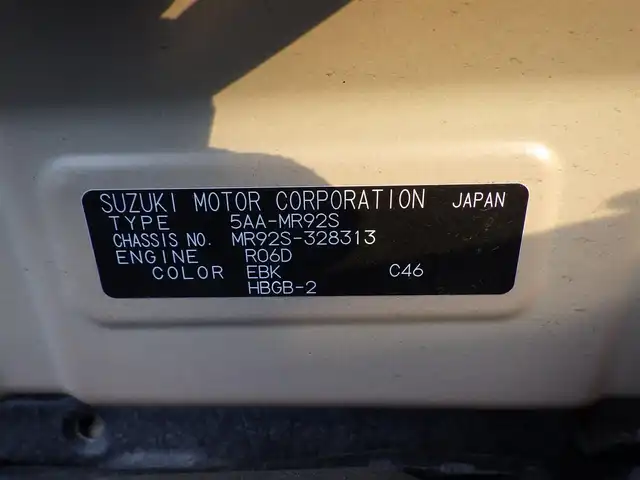 SUZUKI MOTOR CORPORATION JAPAN
TYPE 5AA-MR92S
CHASSIS NO. MR92S-328313
ENGINE R06D
COLOR EBK C46
HBGB-2